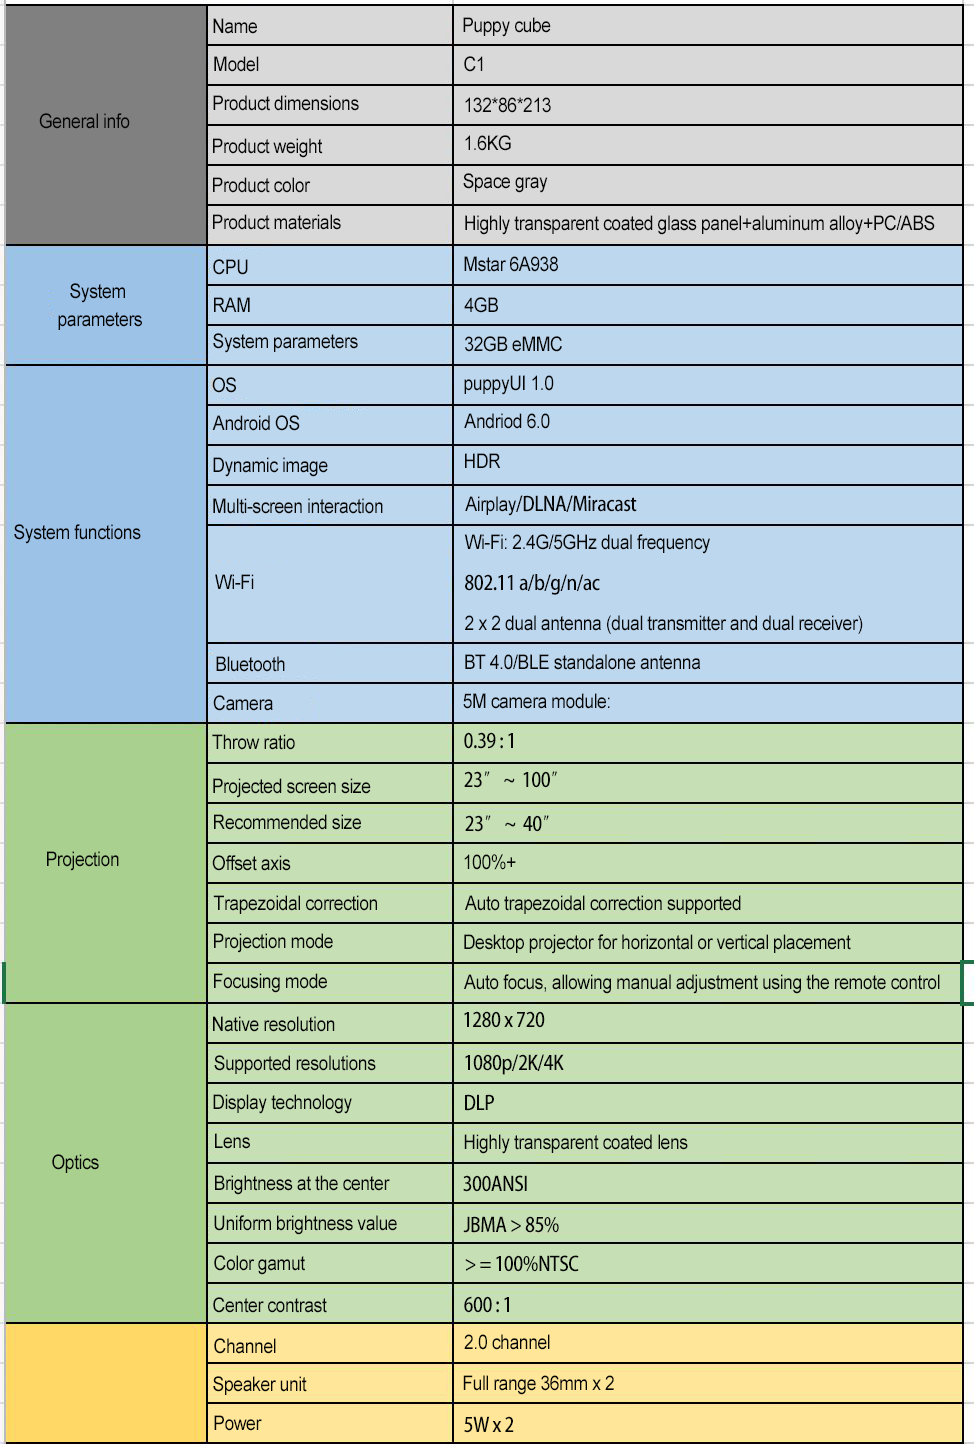 Name Puppy cube
Model C1
Product dimensions 132*86*213
General info
Product weight 1.6KG
Product color Space gray
Product materials Highly transparent coated glass panel+aluminum alloy+PC/ABS
CPU Mstar 6A938
System
parameters
RAM 4GB
System parameters 32GB eMMC
OS puppyUI 1.0
Android OS Andriod 6.0
Dynamic image HDR
Multi-screen interaction Airplay/DLNA/Miracast
System functions
Wi-Fi Wi-Fi: 2.4G/5GHz dual frequency
802.11 a/b/g/n/ac
2 x 2 dual antenna (dual transmitter and dual receiver)
Bluetooth BT 4.0/BLE standalone antenna
Camera 5M camera module:
Throw ratio 0.39 : 1
Projected screen size 23″ ~ 100″
Recommended size 23″ ~ 40″
Projection
Offset axis 100%+
Trapezoidal correction Auto trapezoidal correction supported
Projection mode Desktop projector for horizontal or vertical placement
Focusing mode Auto focus, allowing manual adjustment using the remote control
Native resolution 1280 x 720
Supported resolutions 1080p/2K/4K
Display technology DLP
Lens Highly transparent coated lens
Optics
Brightness at the center 300ANSI
Uniform brightness value JBMA > 85%
Color gamut > = 100%NTSC
Center contrast 600 : 1
Channel 2.0 channel
Speaker unit Full range 36mm x 2
Power 5W x 2